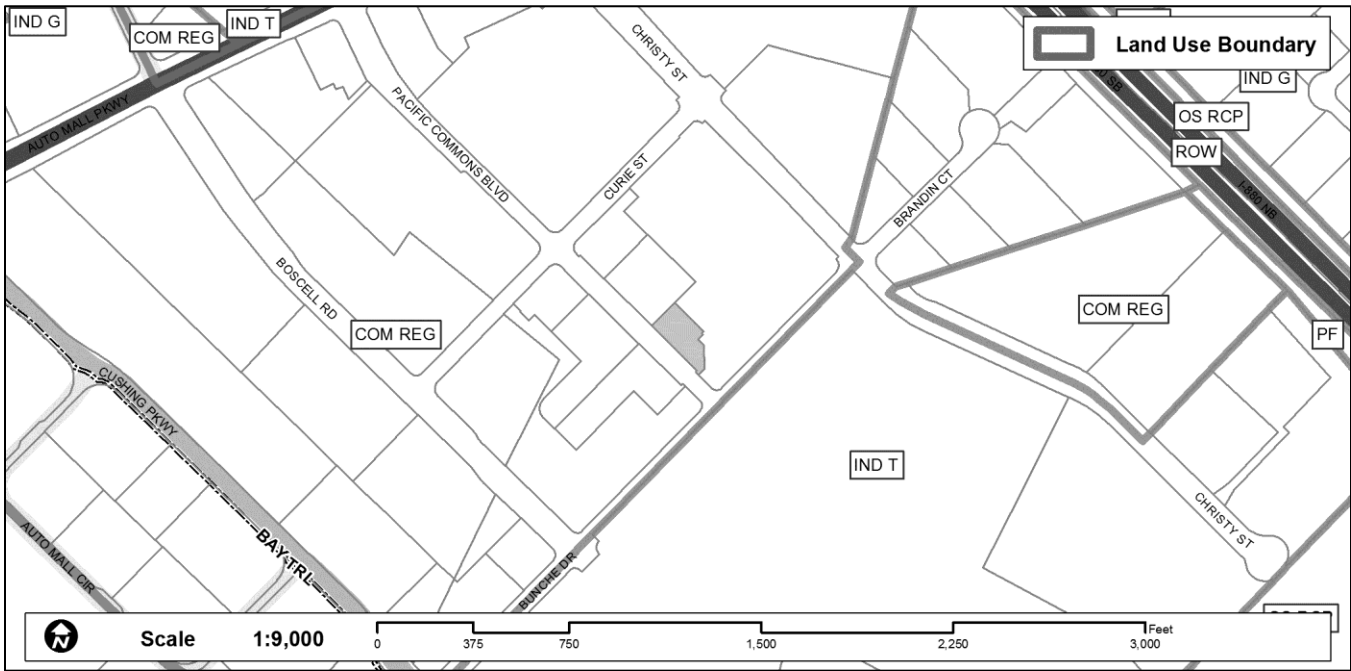 IND G
COM REG
IND T
CHRISTY ST
Land Use Boundary
IND G
AUTO MALL PKWY
PACIFIC COMMONS BLVD
CURIE ST
SB
OS RCP
ROW
I-880 NB
BRANDIN CT
BOSCELL RD
COM REG
COM REG
PF
CUSHING PKWY
IND T
BAY TRL
AUTO MALL CIR
BUNCHE DR
CHRISTY ST
N
Scale 1:9,000
Feet
0 375 750 1,500 2,250 3,000